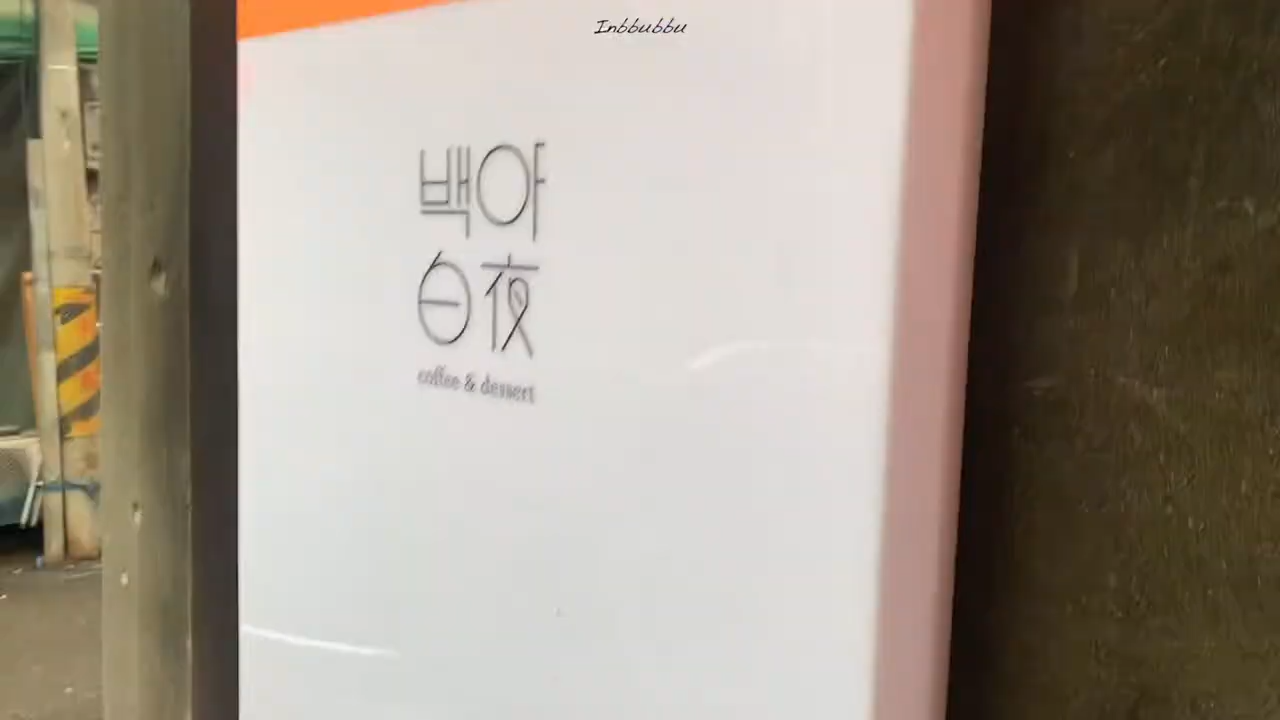 Inbbubbu
백야
白夜
coffee & dessert